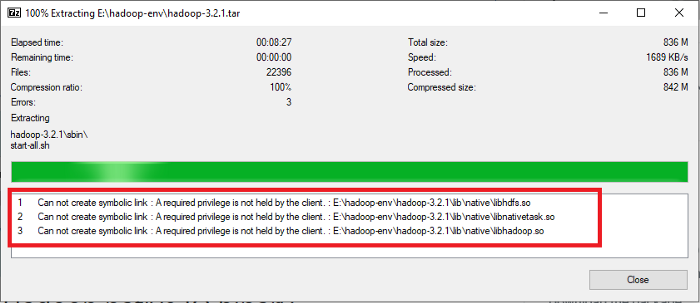 7z 100% Extracting E:\hadoop-env\hadoop-3.2.1.tar
Elapsed time: 00:08:27 Total size: 836 M
Remaining time: 00:00:00 Speed: 1689 KB/s
Files: 22396 Processed: 836 M
Compression ratio: 100% Compressed size: 842 M
Errors: 3
Extracting
hadoop-3.2.1\sbin\
start-all.sh
1 Can not create symbolic link : A required privilege is not held by the client. : E:\hadoop-env\hadoop-3.2.1\lib\native\libhdfs.so
2 Can not create symbolic link : A required privilege is not held by the client. : E:\hadoop-env\hadoop-3.2.1\lib\native\libnativetask.so
3 Can not create symbolic link : A required privilege is not held by the client. : E:\hadoop-env\hadoop-3.2.1\lib\native\libhadoop.so
Close